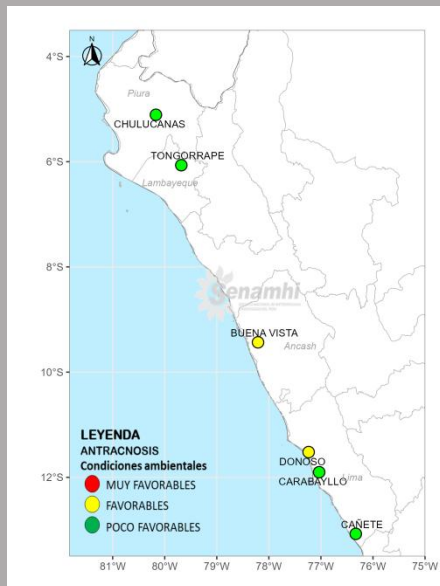 N
4°S
Piura
CHULUCANAS
TONGORRAPE
6°S
Lambayeque
8°S
Senamhi
BUENA VISTA
Ancash
10°S
LEYENDA
ANTRACNOSIS
Condiciones ambientales
MUY FAVORABLES
FAVORABLES
POCO FAVORABLES
DONOSO
CARABAYLLO
Lima
12°S
CAÑETE
81°W
80°W
79°W
78°W
77°W
76°W
75°W